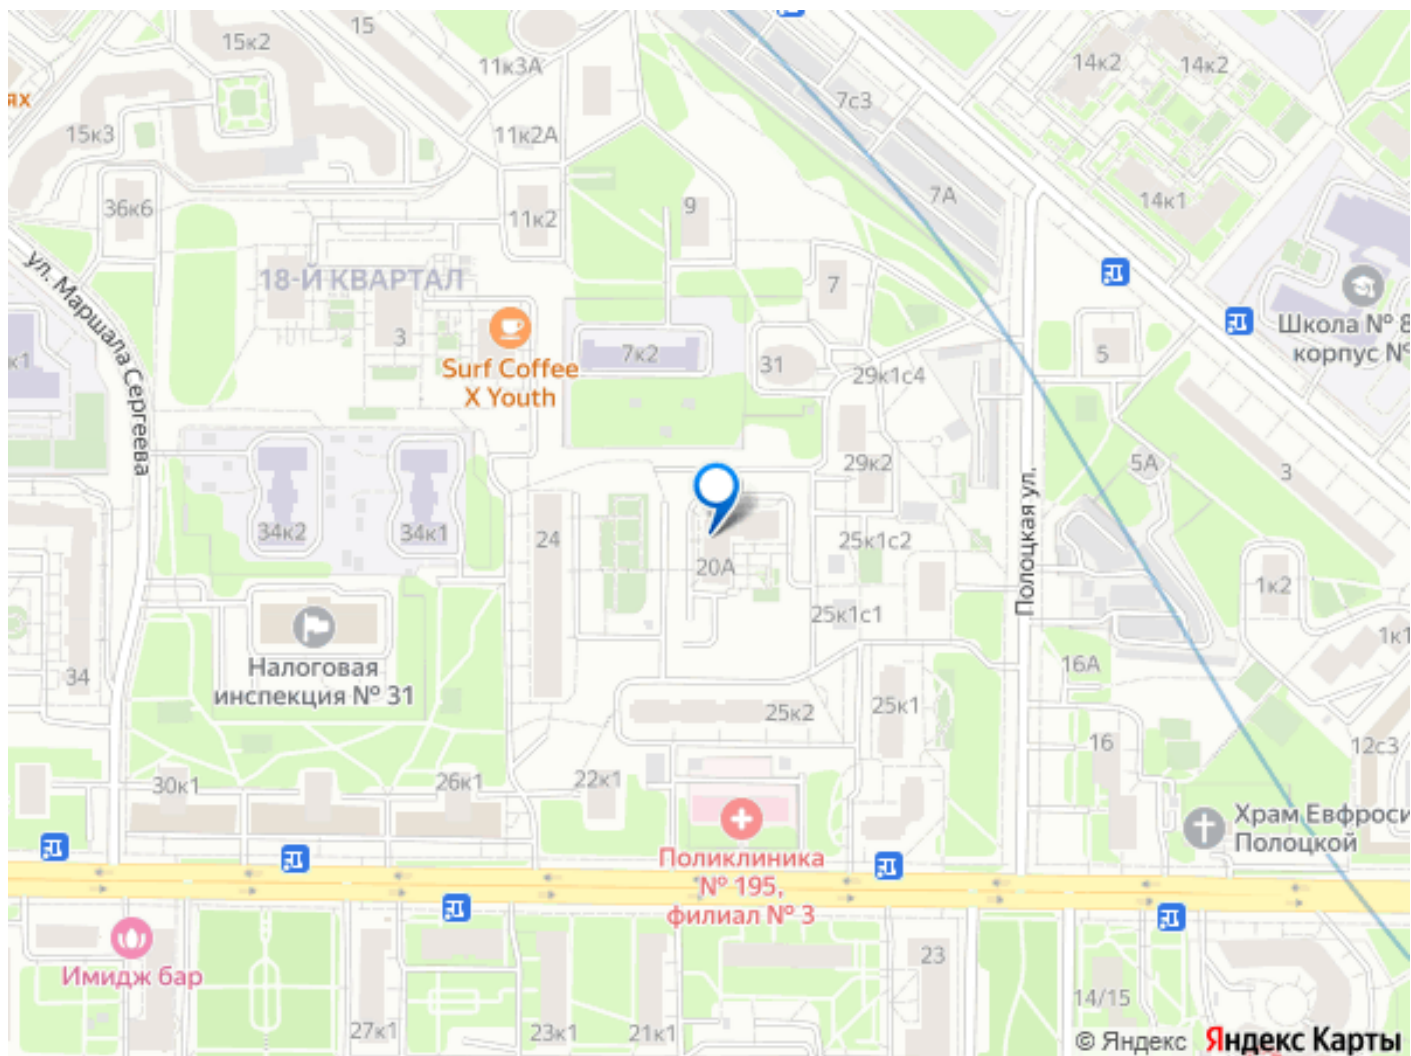 15
15к2
11к3А
7с3
14к2
14к2
ях
15к3
11к2А
7А
14к1
36к6
11к2
9
ул. Маршала Сергеева
18-Й КВАРТАЛ
7
Школа № 8
корпус №
к1
3
Surf Coffee
X Youth
7к2
31
29к1с4
5
5А
3
29к2
34к2
34к1
24
20А
25к1с2
25к1с1
Полоцкая ул.
1к2
1к1
Налоговая
инспекция № 31
34
16А
25к2
25к1
16
12с3
30к1
26к1
22к1
Поликлиника
№ 195,
филиал № 3
Храм Евфроси
Полоцкой
Имидж бар
23
27к1
23к1
21к1
14/15
© Яндекс Яндекс Карты